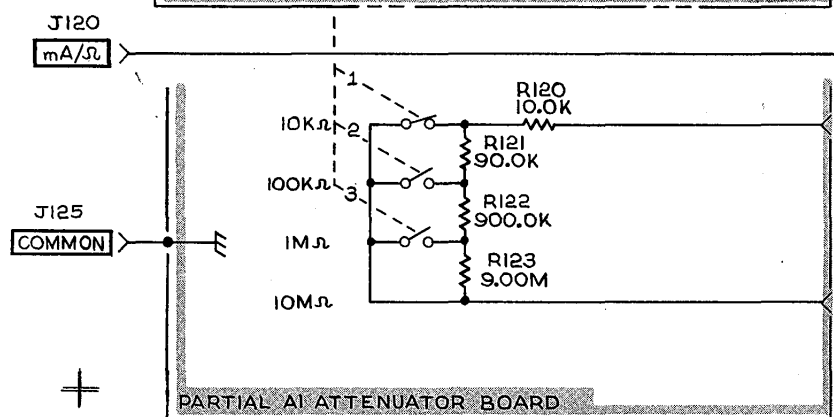 J120
mA/Ω
1
R120
10.0K
10KΩ
2
R121
90.0K
100KΩ
3
R122
900.0K
J125
COMMON
1MΩ
R123
9.00M
10MΩ
PARTIAL A1 ATTENUATOR BOARD